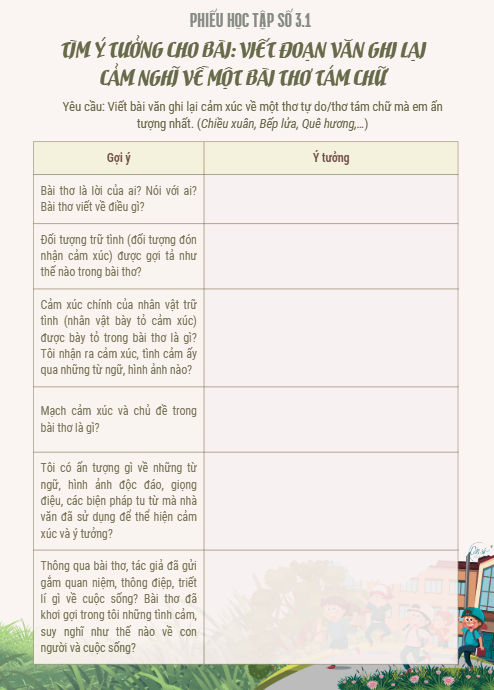 PHIẾU HỌC TẬP SỐ 3.1
TÌM Ý TƯỞNG CHO BÀI: VIẾT ĐOẠN VĂN GHI LẠI
CẢM NGHĨ VỀ MỘT BÀI THƠ TÁM CHỮ
Yêu cầu: Viết bài văn ghi lại cảm xúc về một thơ tự do/thơ tám chữ mà em ấn
tượng nhất. (Chiều xuân, Bếp lửa, Quê hương,...)
Gợi ý
Ý tưởng
Bài thơ là lời của ai? Nói với ai?
Bài thơ viết về điều gì?
Đối tượng trữ tình (đối tượng đón
nhận cảm xúc) được gợi tả như
thế nào trong bài thơ?
Cảm xúc chính của nhân vật trữ
tình (nhân vật bày tỏ cảm xúc)
được bày tỏ trong bài thơ là gì?
Tôi nhận ra cảm xúc, tình cảm ấy
qua những từ ngữ, hình ảnh nào?
Mạch cảm xúc và chủ đề trong
bài thơ là gì?
Tôi có ấn tượng gì về những từ
ngữ, hình ảnh độc đáo, giọng
điệu, các biện pháp tu từ mà nhà
văn đã sử dụng để thể hiện cảm
xúc và ý tưởng?
Thông qua bài thơ, tác giả đã gửi
gắm quan niệm, thông điệp, triết
lí gì về cuộc sống? Bài thơ đã
khơi gợi trong tôi những tình cảm,
suy nghĩ như thế nào về con
người và cuộc sống?